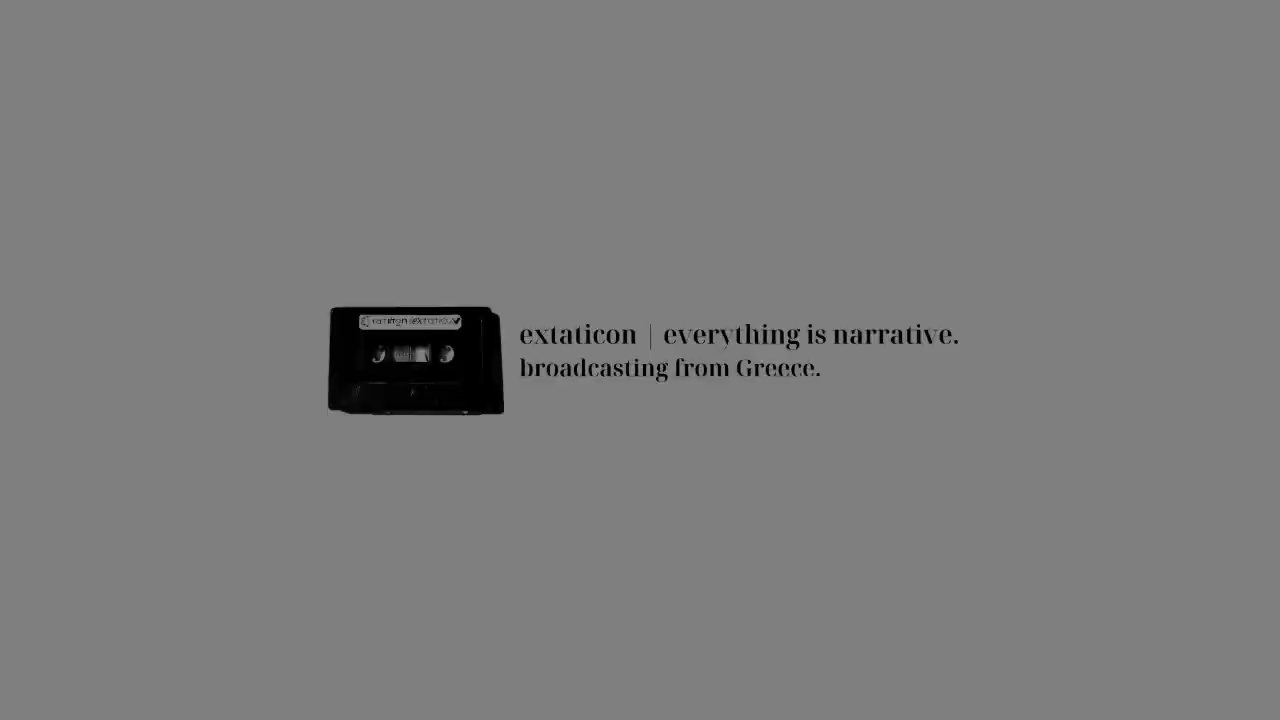 extaticon | everything is narrative.
broadcasting from Greece.